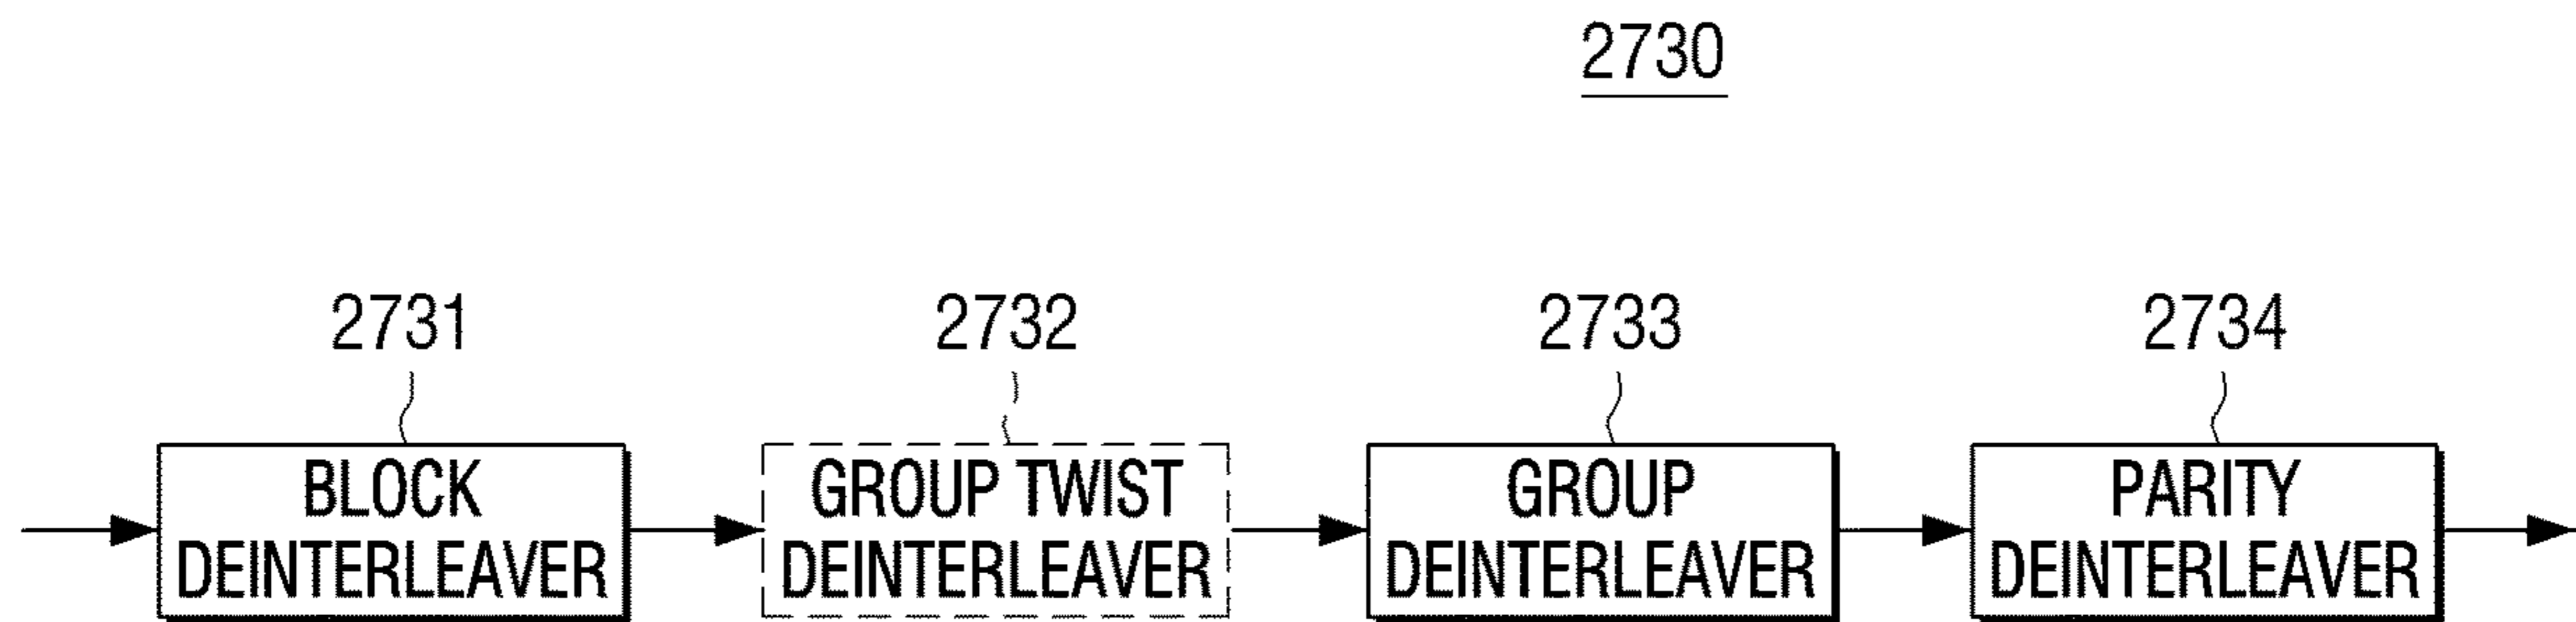 2730
2731
2732
2733
2734
BLOCK
DEINTERLEAVER
GROUP TWIST
DEINTERLEAVER
GROUP
DEINTERLEAVER
PARITY
DEINTERLEAVER